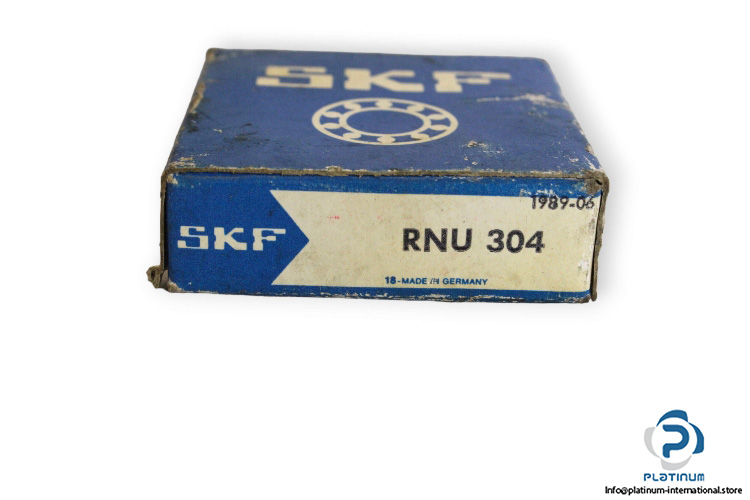 SKF
1989-06
SKF
RNU 304
18-MADE IN GERMANY
PLATINUM
Info@platinum-international.store